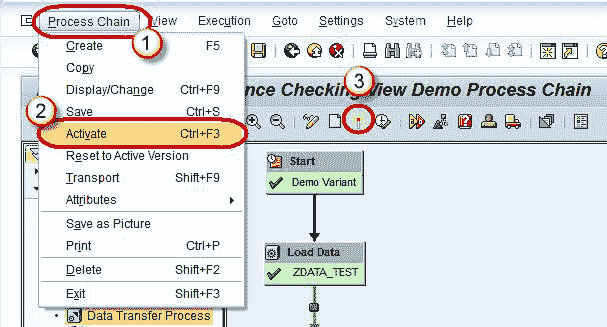 Process Chain View Execution Goto Settings System Help
1
Create F5
Copy
Display/Change Ctrl+F9
nce Checking View Demo Process Chain
2
3
Save Ctrl+S
Activate Ctrl+F3
Reset to Active Version
Transport Shift+F9
Attributes
Save as Picture
Print Ctrl+P
Delete Shift+F2
Exit Shift+F3
Data Transfer Process
Start
Demo Variant
Load Data
ZDATA_TEST